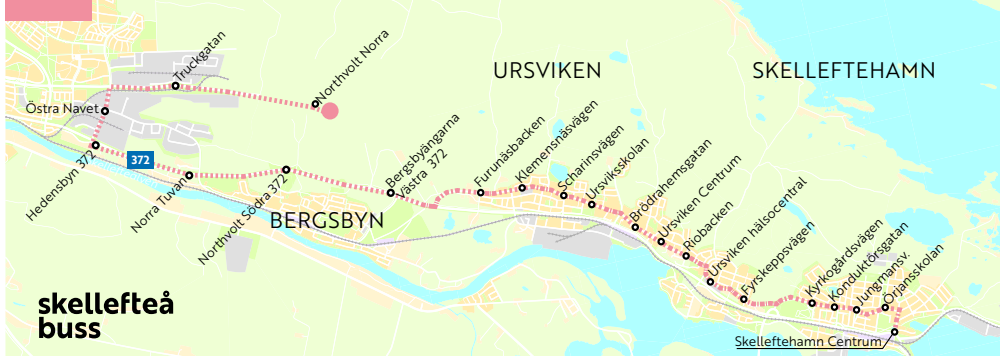 URSVIKEN
SKELLEFTEHAMN
Truckgatan
Northvolt Norra
Östra Navet
Hedensbyn 372
372
Norra Tuvan
Northvolt Södra 372
BERGSBYN
Bergsbyängarna
Västra 372
Furunäsbacken
Klemensnäsvägen
Scharinsvägen
Ursviksskolan
Brödrahemsgatan
Ursviken Centrum
Riobacken
Ursviken hälsocentral
Fyrskeppsvägen
Kyrkogårdsvägen
Konduktörsgatan
Jungmansv.
Örjansskolan
Skelleftehamn Centrum
skellefteå
buss